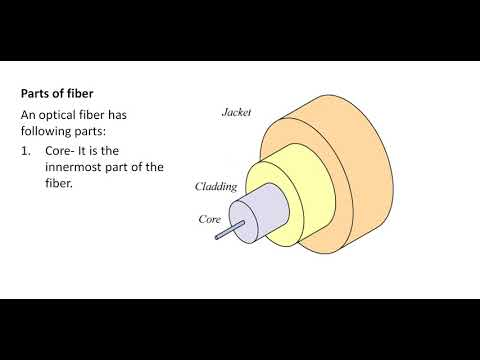 Parts of fiber
An optical fiber has
following parts:
1. Core- It is the
innermost part of the
fiber.
Jacket
Cladding
Core